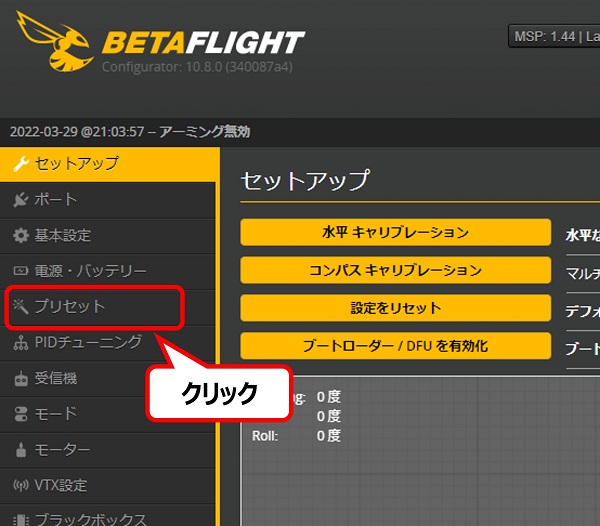 BETAFLIGHT
Configurator: 10.8.0 (340087a4)
MSP: 1.44 | La
2022-03-29 @21:03:57 -- アーミング無効
セットアップ
ポート
基本設定
電源・バッテリー
プリセット
PIDチューニング
受信機
モード
モーター
VTX設定
ブラックボックス
クリック
セットアップ
水平 キャリブレーション
水平な
コンパス キャリブレーション
マルチ
設定をリセット
デフォ
ブートローダー / DFU を有効化
ブート
g: 0 度
0 度
Roll: 0 度